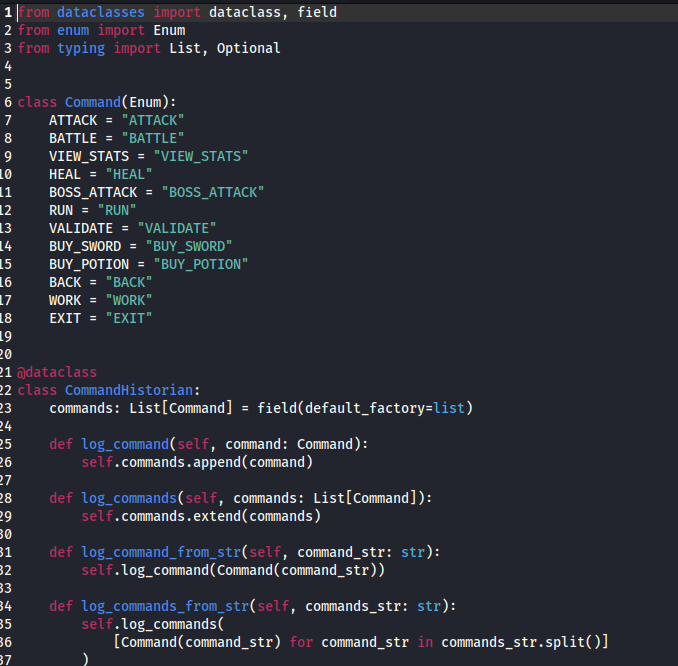 1 from dataclasses import dataclass, field
2 from enum import Enum
3 from typing import List, Optional
4
5
6 class Command(Enum):
7     ATTACK = "ATTACK"
8     BATTLE = "BATTLE"
9     VIEW_STATS = "VIEW_STATS"
10     HEAL = "HEAL"
11     BOSS_ATTACK = "BOSS_ATTACK"
12     RUN = "RUN"
13     VALIDATE = "VALIDATE"
14     BUY_SWORD = "BUY_SWORD"
15     BUY_POTION = "BUY_POTION"
16     BACK = "BACK"
17     WORK = "WORK"
18     EXIT = "EXIT"
19
20
21 @dataclass
22 class CommandHistorian:
23     commands: List[Command] = field(default_factory=list)
24
25     def log_command(self, command: Command):
26         self.commands.append(command)
27
28     def log_commands(self, commands: List[Command]):
29         self.commands.extend(commands)
30
31     def log_command_from_str(self, command_str: str):
32         self.log_command(Command(command_str))
33
34     def log_commands_from_str(self, commands_str: str):
35         self.log_commands(
36             [Command(command_str) for command_str in commands_str.split()]
37         )